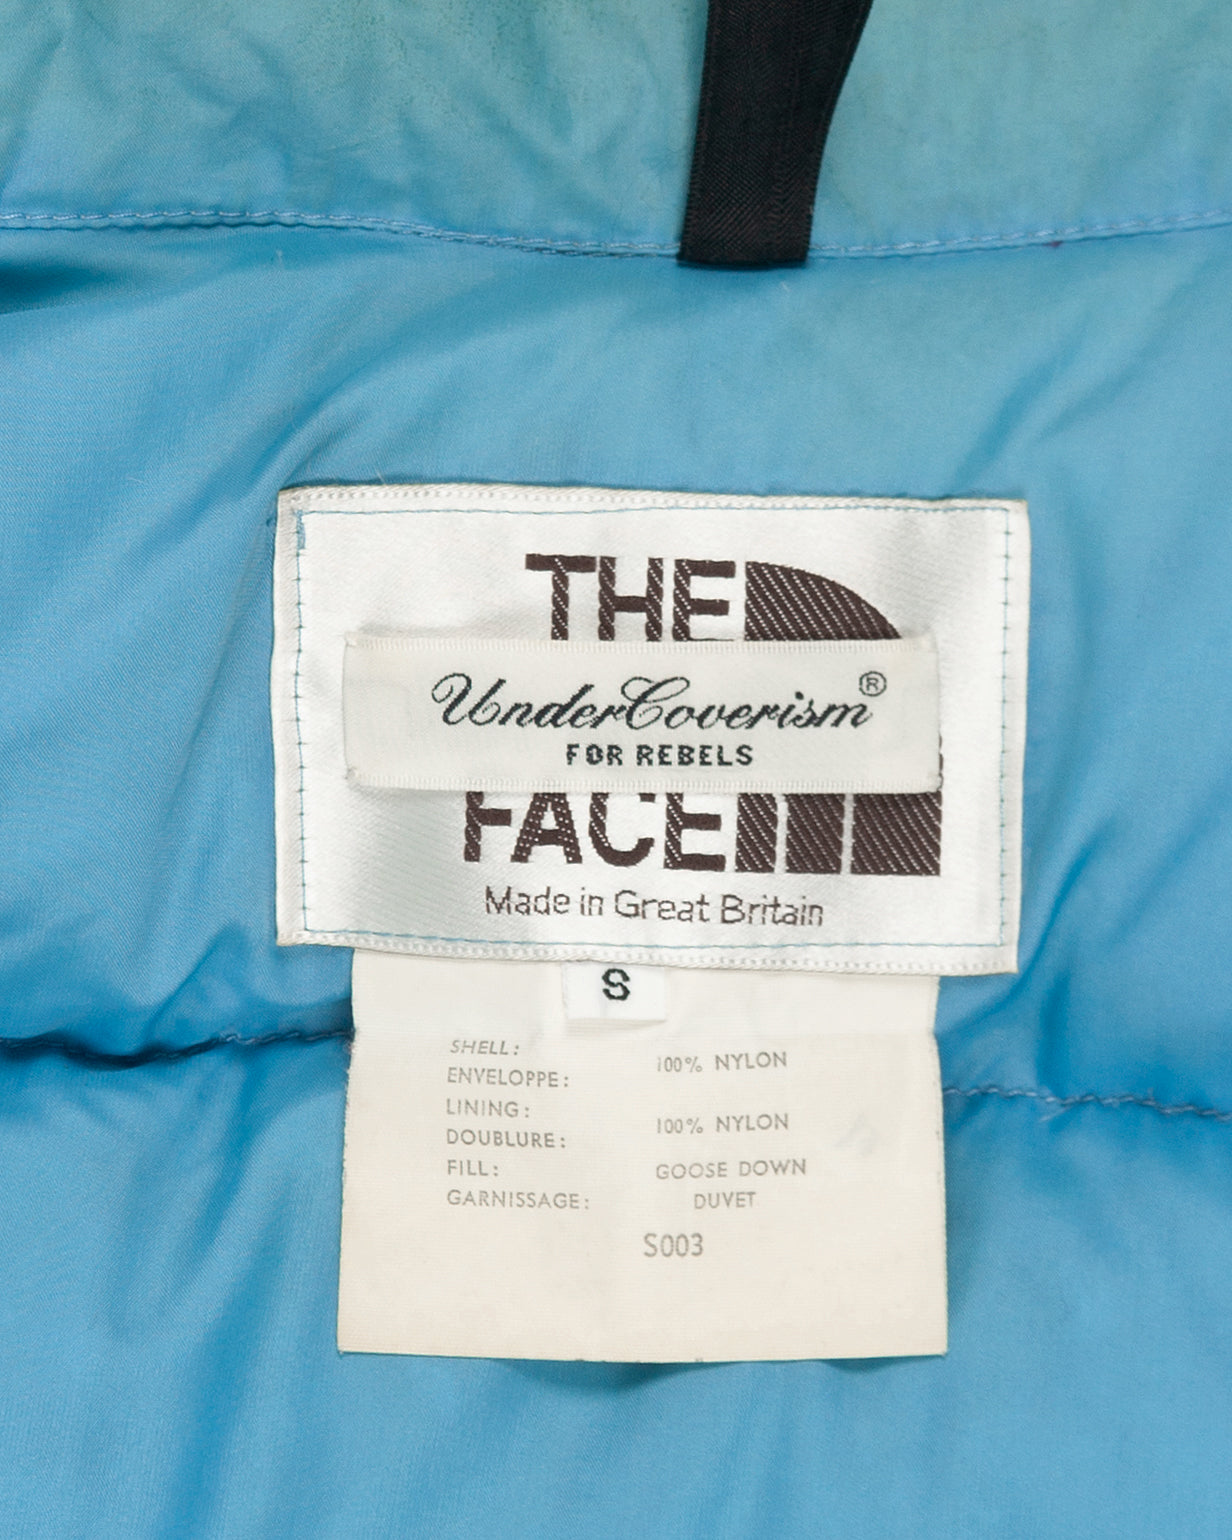 THE
UnderCoverism®
FOR REBELS
FACE
Made in Great Britain
S
SHELL:
ENVELOPPE: 100% NYLON
LINING:
DOUBLURE: 100% NYLON
FILL: GOOSE DOWN
GARNISSAGE: DUVET
S003